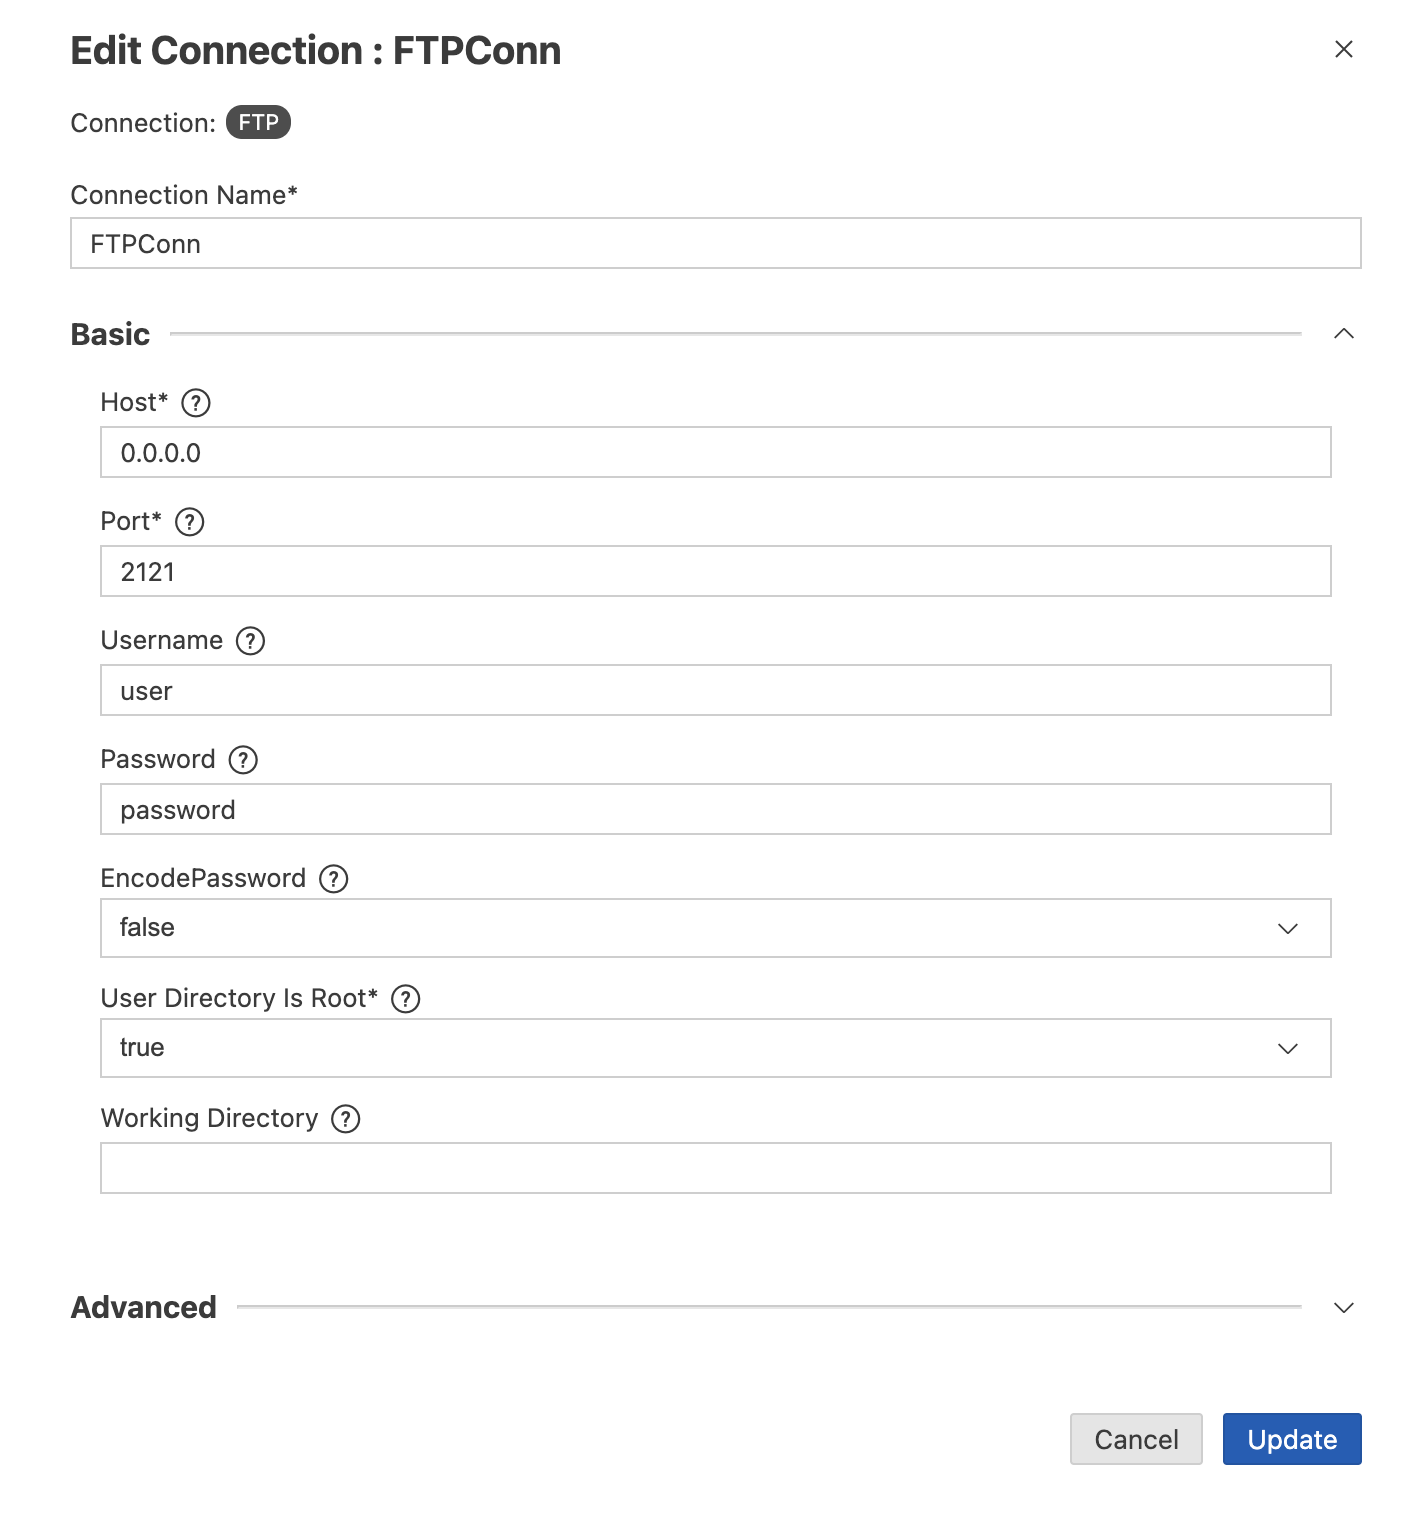 Edit Connection : FTPConn
Connection: FTP
Connection Name*
FTPConn
Basic
Host* ?
0.0.0.0
Port* ?
2121
Username ?
user
Password ?
password
EncodePassword ?
false
User Directory Is Root* ?
true
Working Directory ?
Advanced
Cancel Update